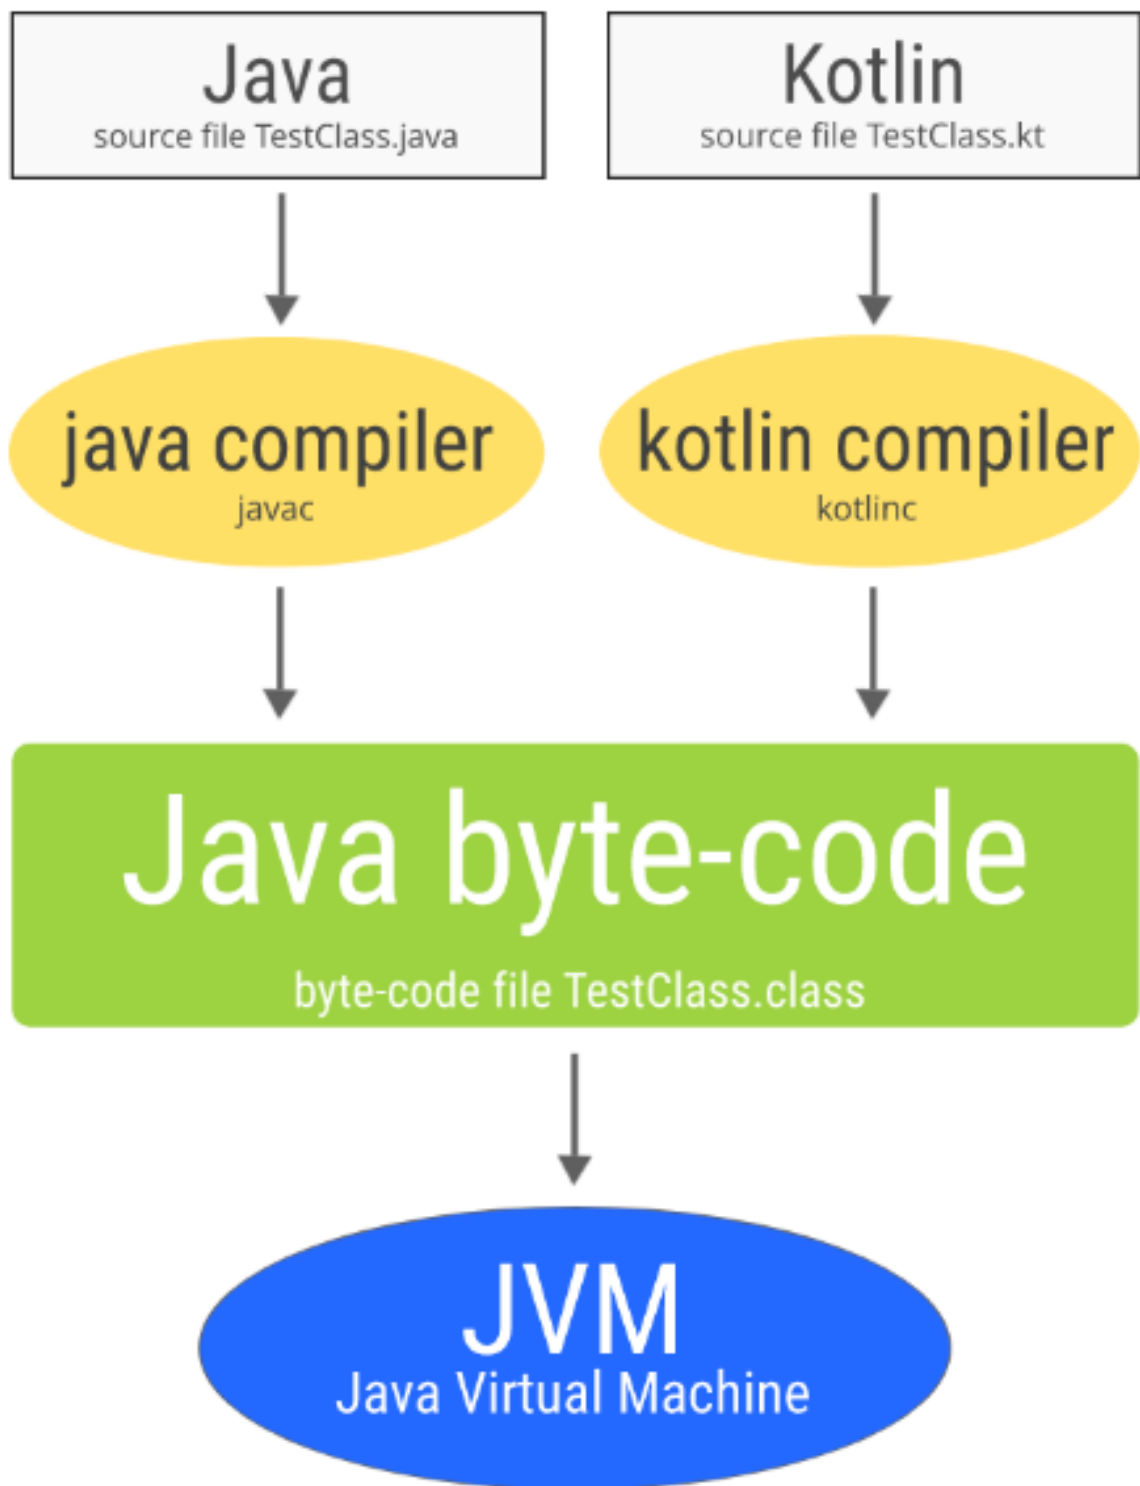 Java
source file TestClass.java
Kotlin
source file TestClass.kt
java compiler
javac
kotlin compiler
kotlinc
Java byte-code
byte-code file TestClass.class
JVM
Java Virtual Machine